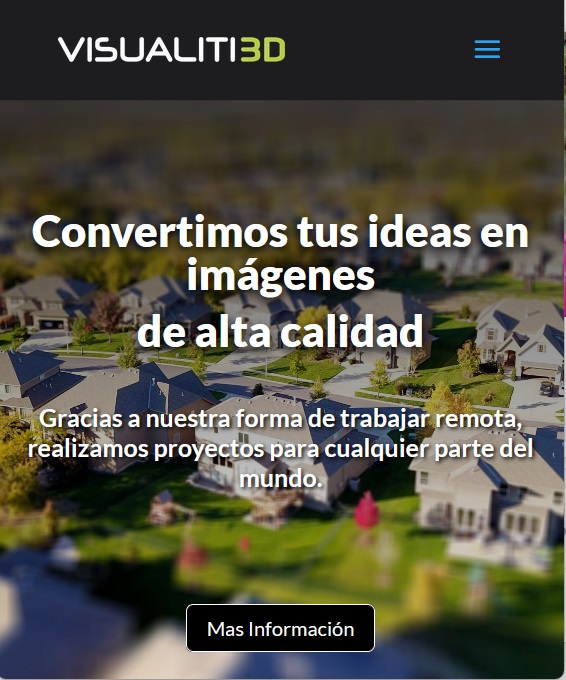 VISUALITI3D
Convertimos tus ideas en
imágenes
de alta calidad
Gracias a nuestra forma de trabajar remota,
realizamos proyectos para cualquier parte del
mundo.
Mas Información